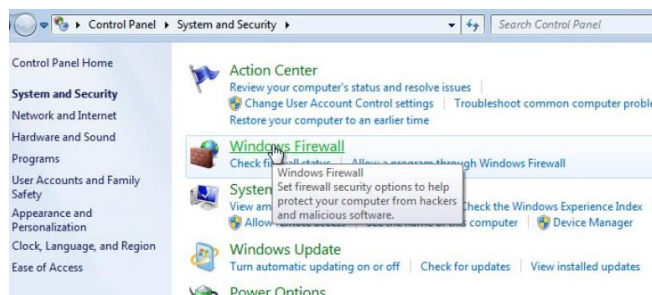 Control Panel ▸ System and Security ▸
Search Control Panel
Control Panel Home
System and Security
Network and Internet
Hardware and Sound
Programs
User Accounts and Family
Safety
Appearance and
Personalization
Clock, Language, and Region
Ease of Access
Action Center
Review your computer's status and resolve issues
Change User Account Control settings Troubleshoot common computer proble
Restore your computer to an earlier time
Windows Firewall
Check firewall status Allow a program through Windows Firewall
Windows Firewall
Set firewall security options to help
protect your computer from hackers
and malicious software.
System
View am Check the Windows Experience Index
Allow this computer Device Manager
Windows Update
Turn automatic updating on or off Check for updates View installed updates
Power Options